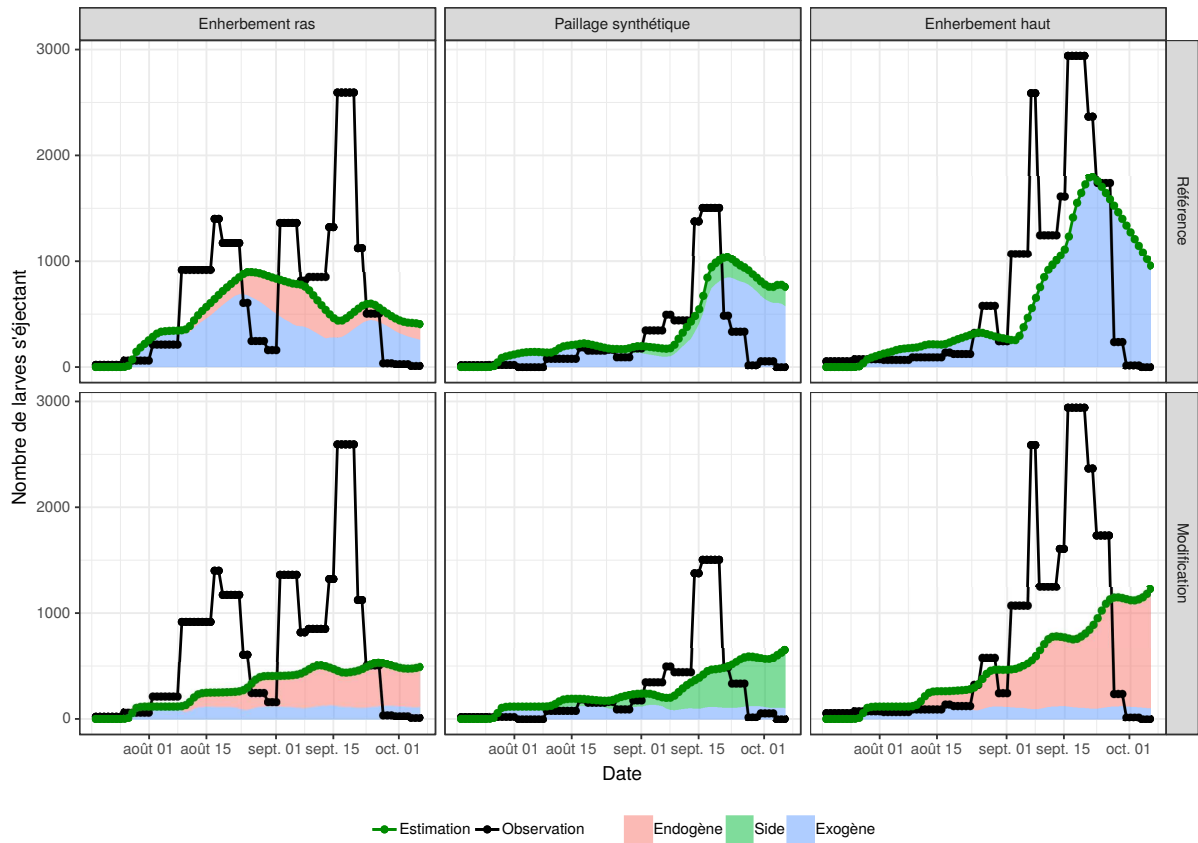 Enherbement ras
Paillage synthétique
Enherbement haut
Nombre de larves s'éjectant
3000
2000
1000
0
Référence
3000
2000
1000
0
Modification
août 01 août 15 sept. 01 sept. 15 oct. 01
août 01 août 15 sept. 01 sept. 15 oct. 01
août 01 août 15 sept. 01 sept. 15 oct. 01
Date
Estimation Observation Endogène Side Exogène